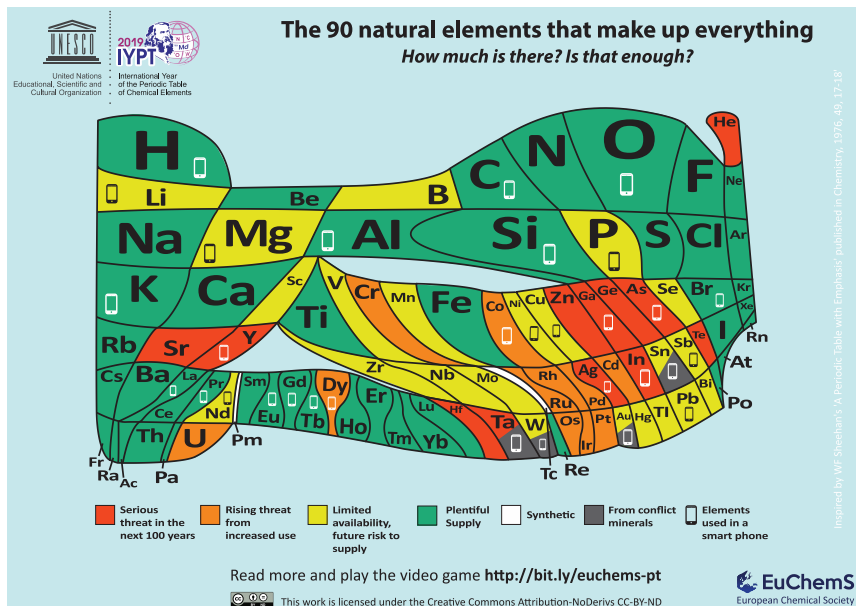 The 90 natural elements that make up everything
How much is there? Is that enough?
UNESCO
United Nations
Educational, Scientific and
Cultural Organization
2019
IYPT
International Year
of the Periodic Table
of Chemical Elements
N C
Md
O W
H
Li
Be
B
C
N
O
F
He
Ne
Na
Mg
Al
Si
P
S
Cl
Ar
K
Ca
Sc
Ti
V
Cr
Mn
Fe
Co
Ni
Cu
Zn
Ga
Ge
As
Se
Br
Kr
Xe
Rb
Sr
Y
Zr
Nb
Mo
Rh
Ag
Cd
In
Sn
Sb
Te
I
Rn
Cs
Ba
La
Ce
Pr
Nd
Pm
Sm
Eu
Gd
Tb
Dy
Ho
Er
Tm
Yb
Lu
Hf
Ta
W
Tc
Re
Ru
Os
Ir
Pd
Pt
Au
Hg
Tl
Pb
Bi
At
Po
Fr
Ra
Ac
Th
Pa
U
Serious
threat in the
next 100 years
Rising threat
from
increased use
Limited
availability,
future risk to
supply
Plentiful
Supply
Synthetic
From conflict
minerals
Elements
used in a
smart phone
Read more and play the video game http://bit.ly/euchems-pt
This work is licensed under the Creative Commons Attribution-NoDerivs CC-BY-ND
EuChemS
European Chemical Society
Inspired by WF Sheehan's 'A Periodic Table with Emphasis' published in Chemistry, 1976, 49, 17-18'